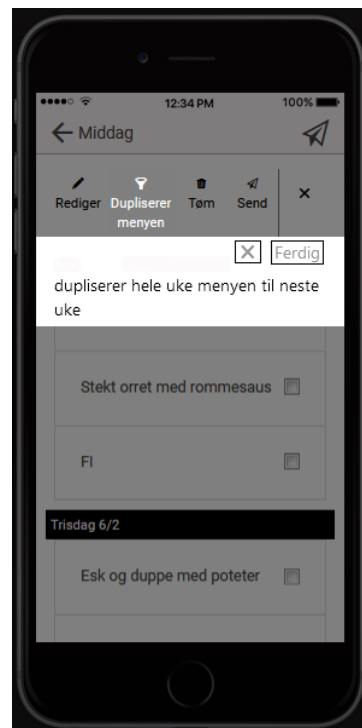 12:34 PM 100%
Middag
Rediger Dupliserer Tøm Send
menyen
Ferdig
dupliserer hele uke menyen til neste
uke
Stekt orret med rommesaus
FI
Trisdag 6/2
Esk og duppe med poteter